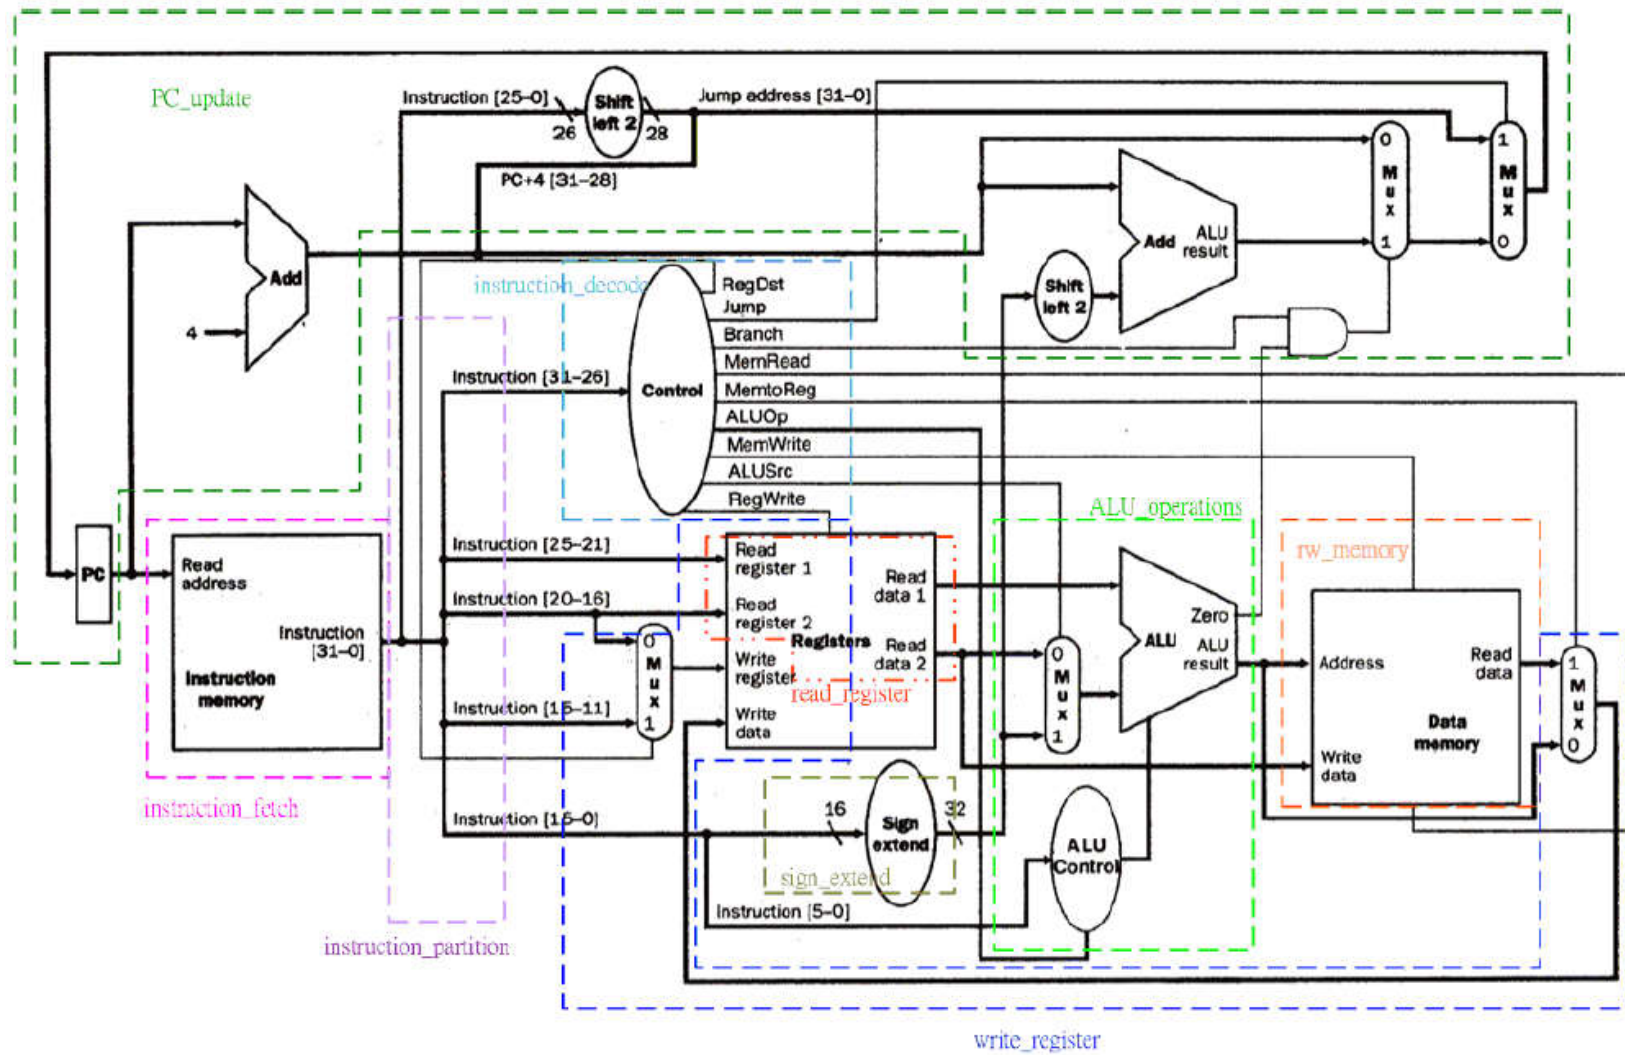 PC_update
Instruction [25–0]
26
Shift
left 2
28
Jump address [31–0]
PC+4 [31–28]
Add
4
0
M
u
x
1
1
M
u
x
0
Add
ALU
result
Shift
left 2
instruction_decode
Control
RegDst
Jump
Branch
MemRead
MemtoReg
ALUOp
MemWrite
ALUSrc
RegWrite
Instruction [31–26]
PC
Read
address
Instruction
[31–0]
Instruction
memory
instruction_fetch
instruction_partition
Instruction [25–21]
Instruction [20–16]
Instruction [15–11]
Instruction [15–0]
Instruction [5–0]
0
M
u
x
1
Read
register 1
Read
register 2
Write
register
Write
data
Registers
Read
data 1
Read
data 2
read_register
16
Sign
extend
32
sign_extend
ALU_operations
0
M
u
x
1
ALU
Zero
ALU
result
ALU
Control
rw_memory
Address
Read
data
Data
memory
Write
data
1
M
u
x
0
write_register